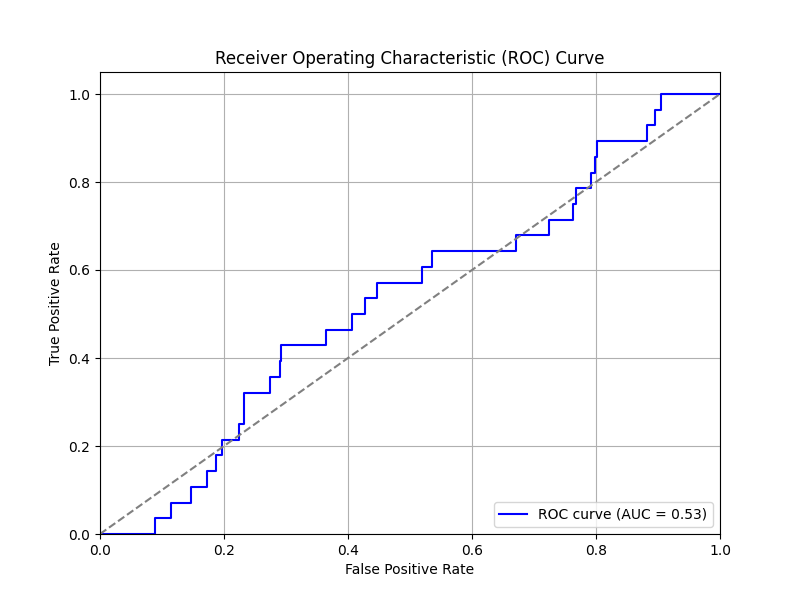 Receiver Operating Characteristic (ROC) Curve
True Positive Rate
1.0
0.8
0.6
0.4
0.2
0.0
ROC curve (AUC = 0.53)
0.0 0.2 0.4 0.6 0.8 1.0
False Positive Rate